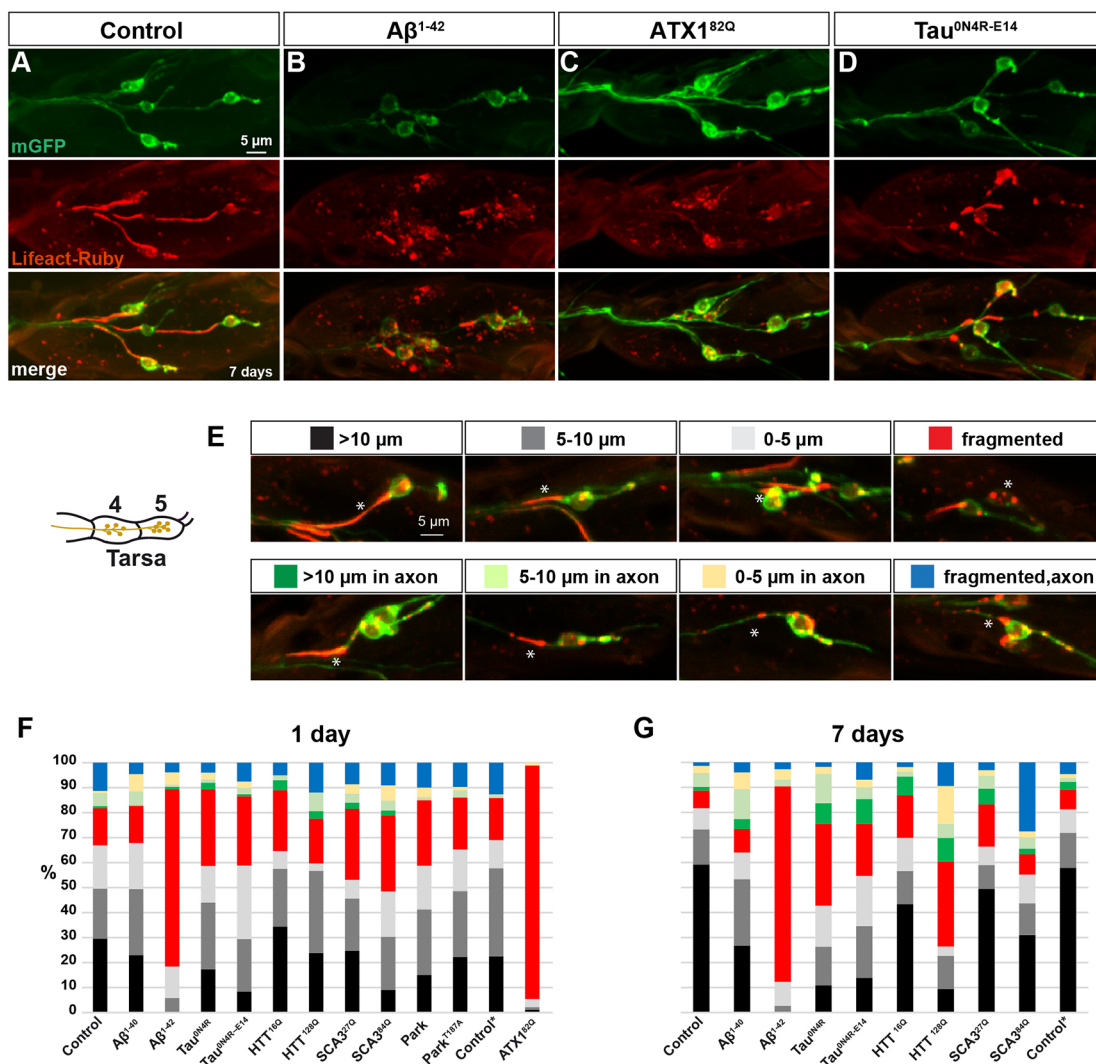 Control Aβ1-42 ATX182Q Tau0N4R-E14
A B C D
mGFP 5 µm
Lifeact-Ruby
merge 7 days
E >10 µm 5-10 µm 0-5 µm fragmented
* * * *
5 µm
4 5
Tarsa
>10 µm in axon 5-10 µm in axon 0-5 µm in axon fragmented,axon
* * * *
F 1 day G 7 days
100
90
80
70
60
%
50
40
30
20
10
0
Control Aβ1-40 Aβ1-42 Tau0N4R Tau0N4R-E14 HTT16Q HTT128Q SCA327Q SCA384Q Park ParkT187A Control* ATX182Q
Control Aβ1-40 Aβ1-42 Tau0N4R Tau0N4R-E14 HTT16Q HTT128Q SCA327Q SCA384Q Control*